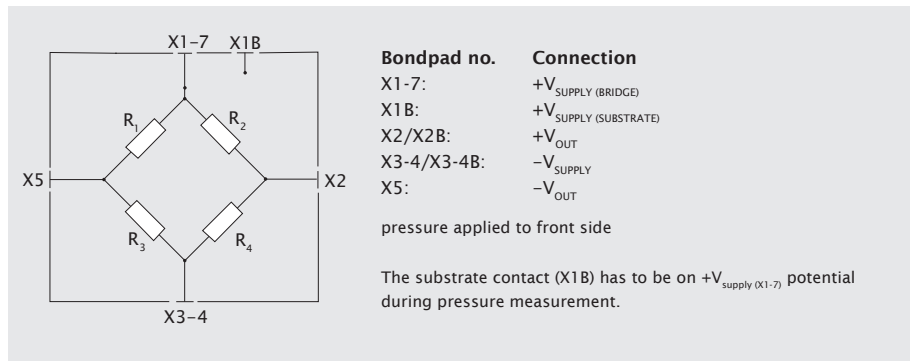 X1–7 X1B
R1 R2
X5 X2
R3 R4
X3–4
Bondpad no. Connection
X1-7: +VSUPPLY (BRIDGE)
X1B: +VSUPPLY (SUBSTRATE)
X2/X2B: +VOUT
X3-4/X3-4B: –VSUPPLY
X5: –VOUT
pressure applied to front side
The substrate contact (X1B) has to be on +Vsupply (X1-7) potential
during pressure measurement.